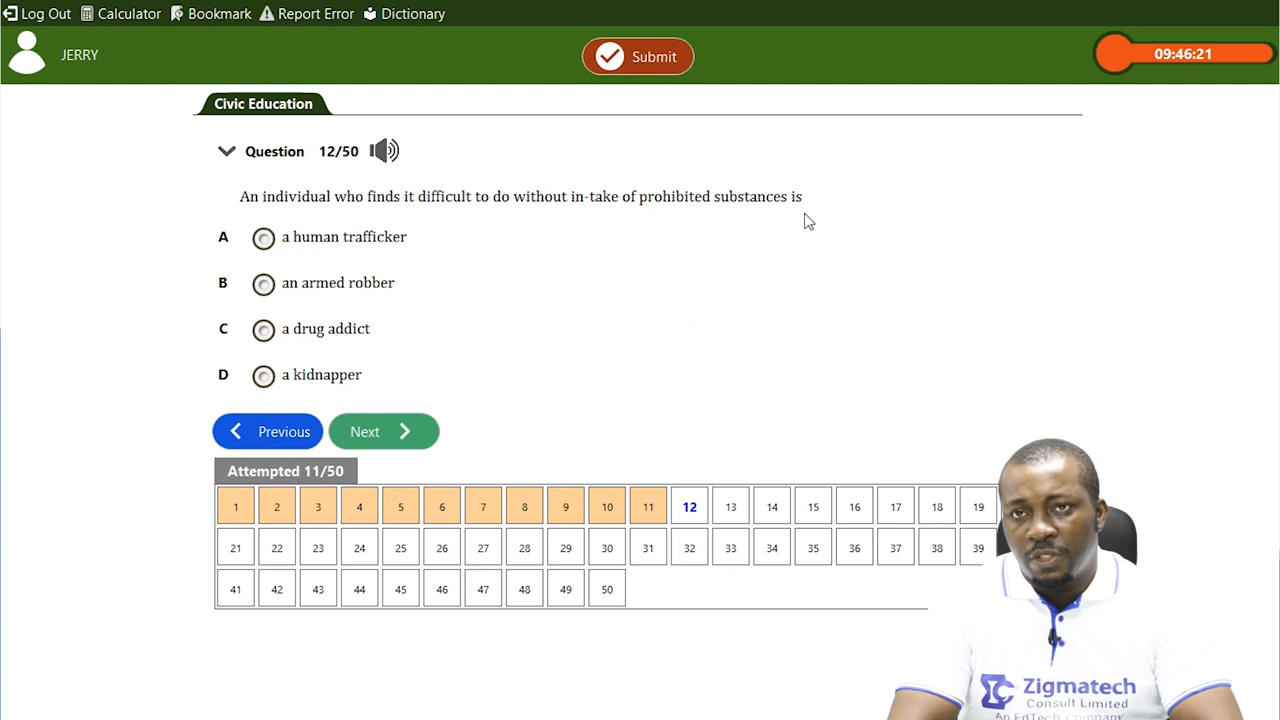 Log Out Calculator Bookmark Report Error Dictionary
JERRY
Submit
09:46:21
Civic Education
Question 12/50
An individual who finds it difficult to do without in-take of prohibited substances is
A a human trafficker
B an armed robber
C a drug addict
D a kidnapper
Previous Next
Attempted 11/50
1 2 3 4 5 6 7 8 9 10 11 12 13 14 15 16 17 18 19
21 22 23 24 25 26 27 28 29 30 31 32 33 34 35 36 37 38 39
41 42 43 44 45 46 47 48 49 50
Zigmatech
Consult Limited
An EdTech Company